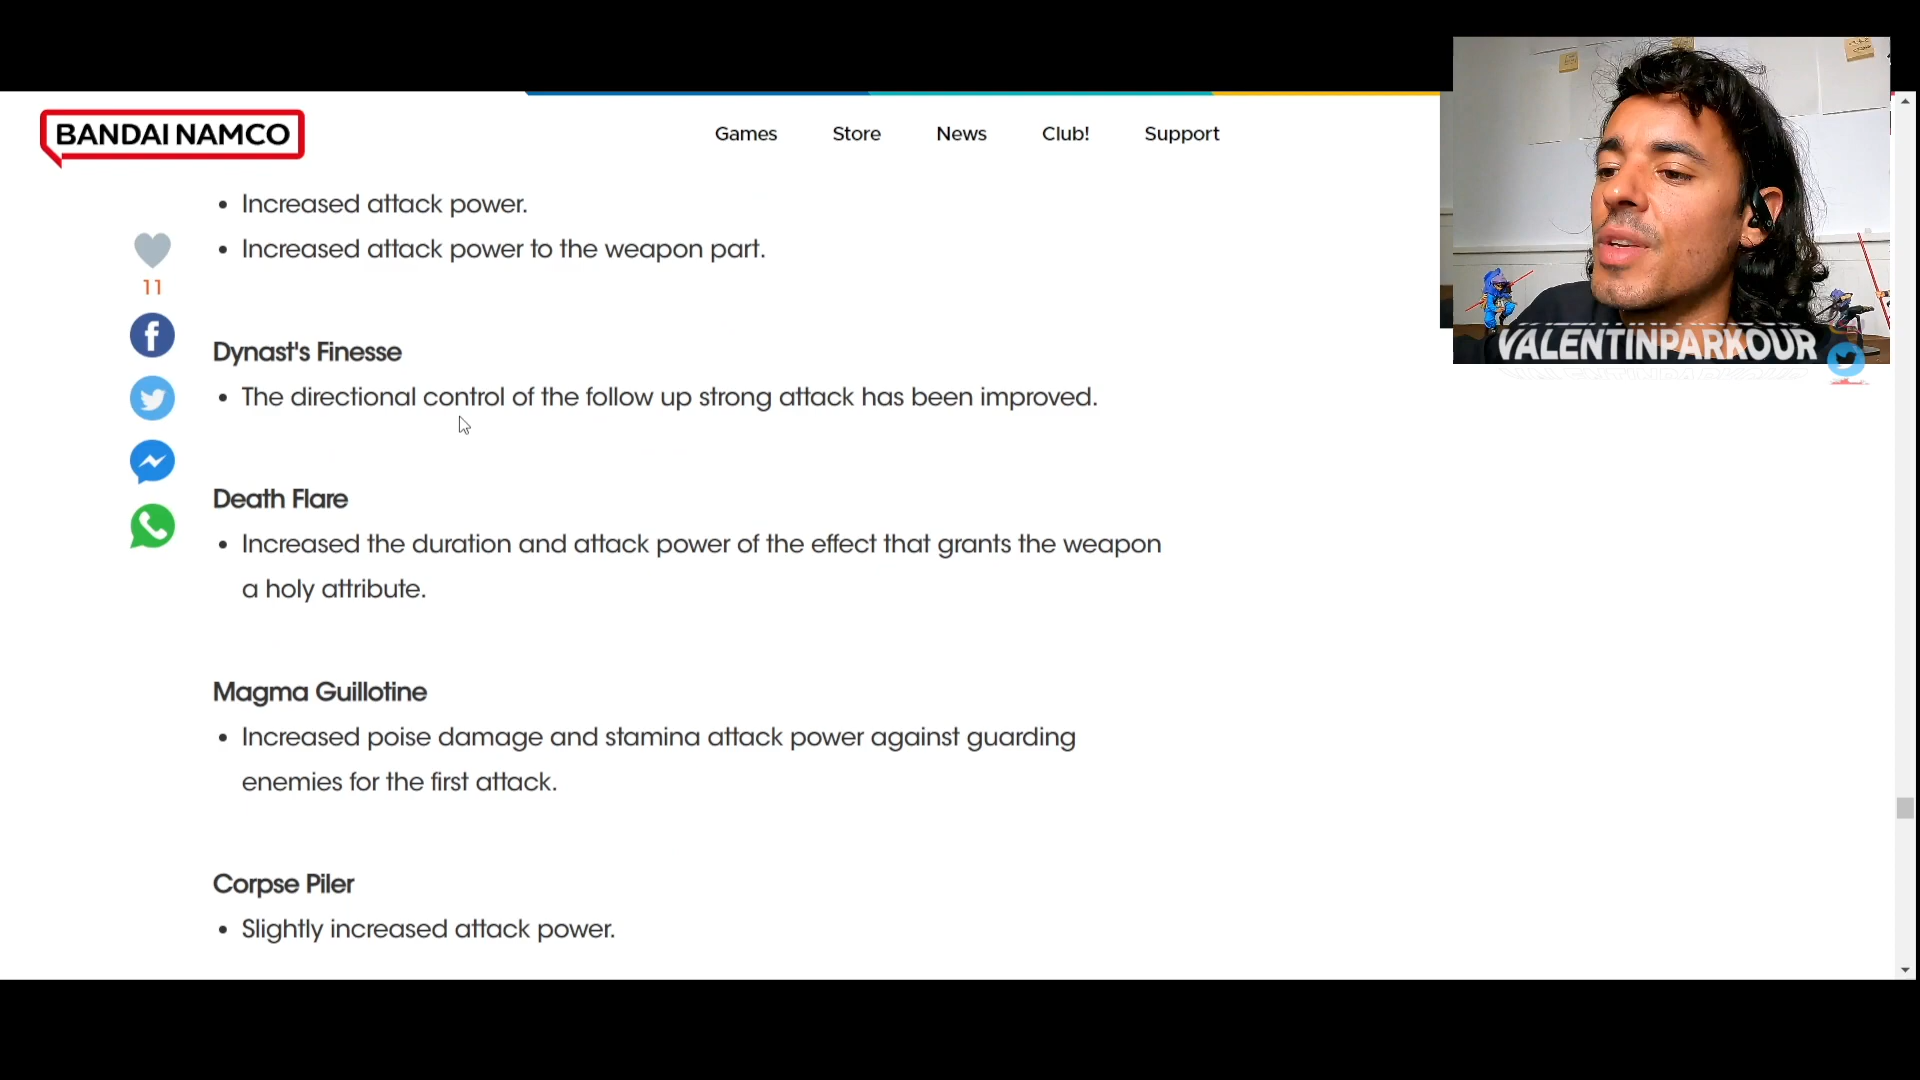 BANDAI NAMCO
Games Store News Club! Support
• Increased attack power.
• Increased attack power to the weapon part.
11
Dynast's Finesse
• The directional control of the follow up strong attack has been improved.
Death Flare
• Increased the duration and attack power of the effect that grants the weapon
a holy attribute.
Magma Guillotine
• Increased poise damage and stamina attack power against guarding
enemies for the first attack.
Corpse Piler
• Slightly increased attack power.
VALENTINPARKOUR